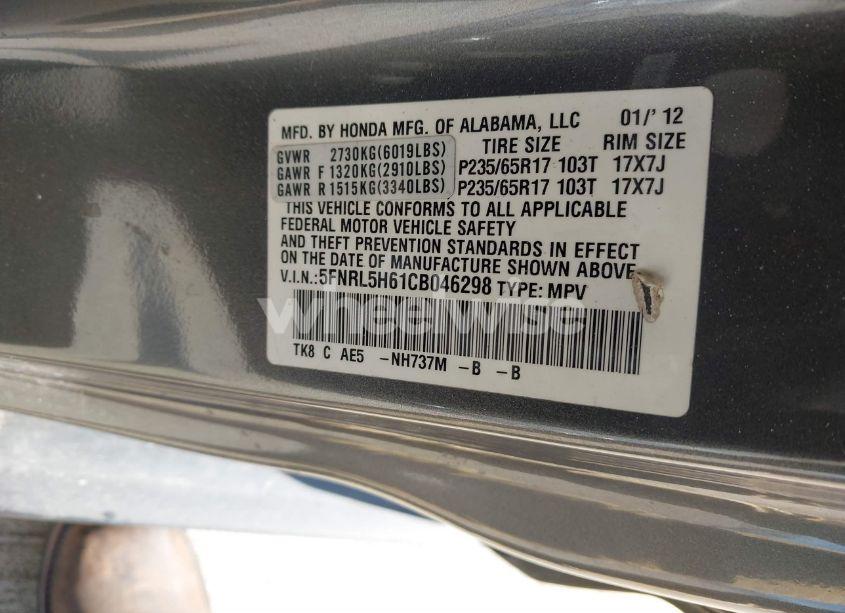 MFD. BY HONDA MFG. OF ALABAMA, LLC 01/'12
TIRE SIZE RIM SIZE
GVWR 2730KG(6019LBS)
GAWR F 1320KG(2910LBS) P235/65R17 103T 17X7J
GAWR R 1515KG(3340LBS) P235/65R17 103T 17X7J
THIS VEHICLE CONFORMS TO ALL APPLICABLE
FEDERAL MOTOR VEHICLE SAFETY
AND THEFT PREVENTION STANDARDS IN EFFECT
ON THE DATE OF MANUFACTURE SHOWN ABOVE.
V.I.N.:5FNRL5H61CB046298 TYPE: MPV
wheelwise
TK8 C AE5 -NH737M -B -B